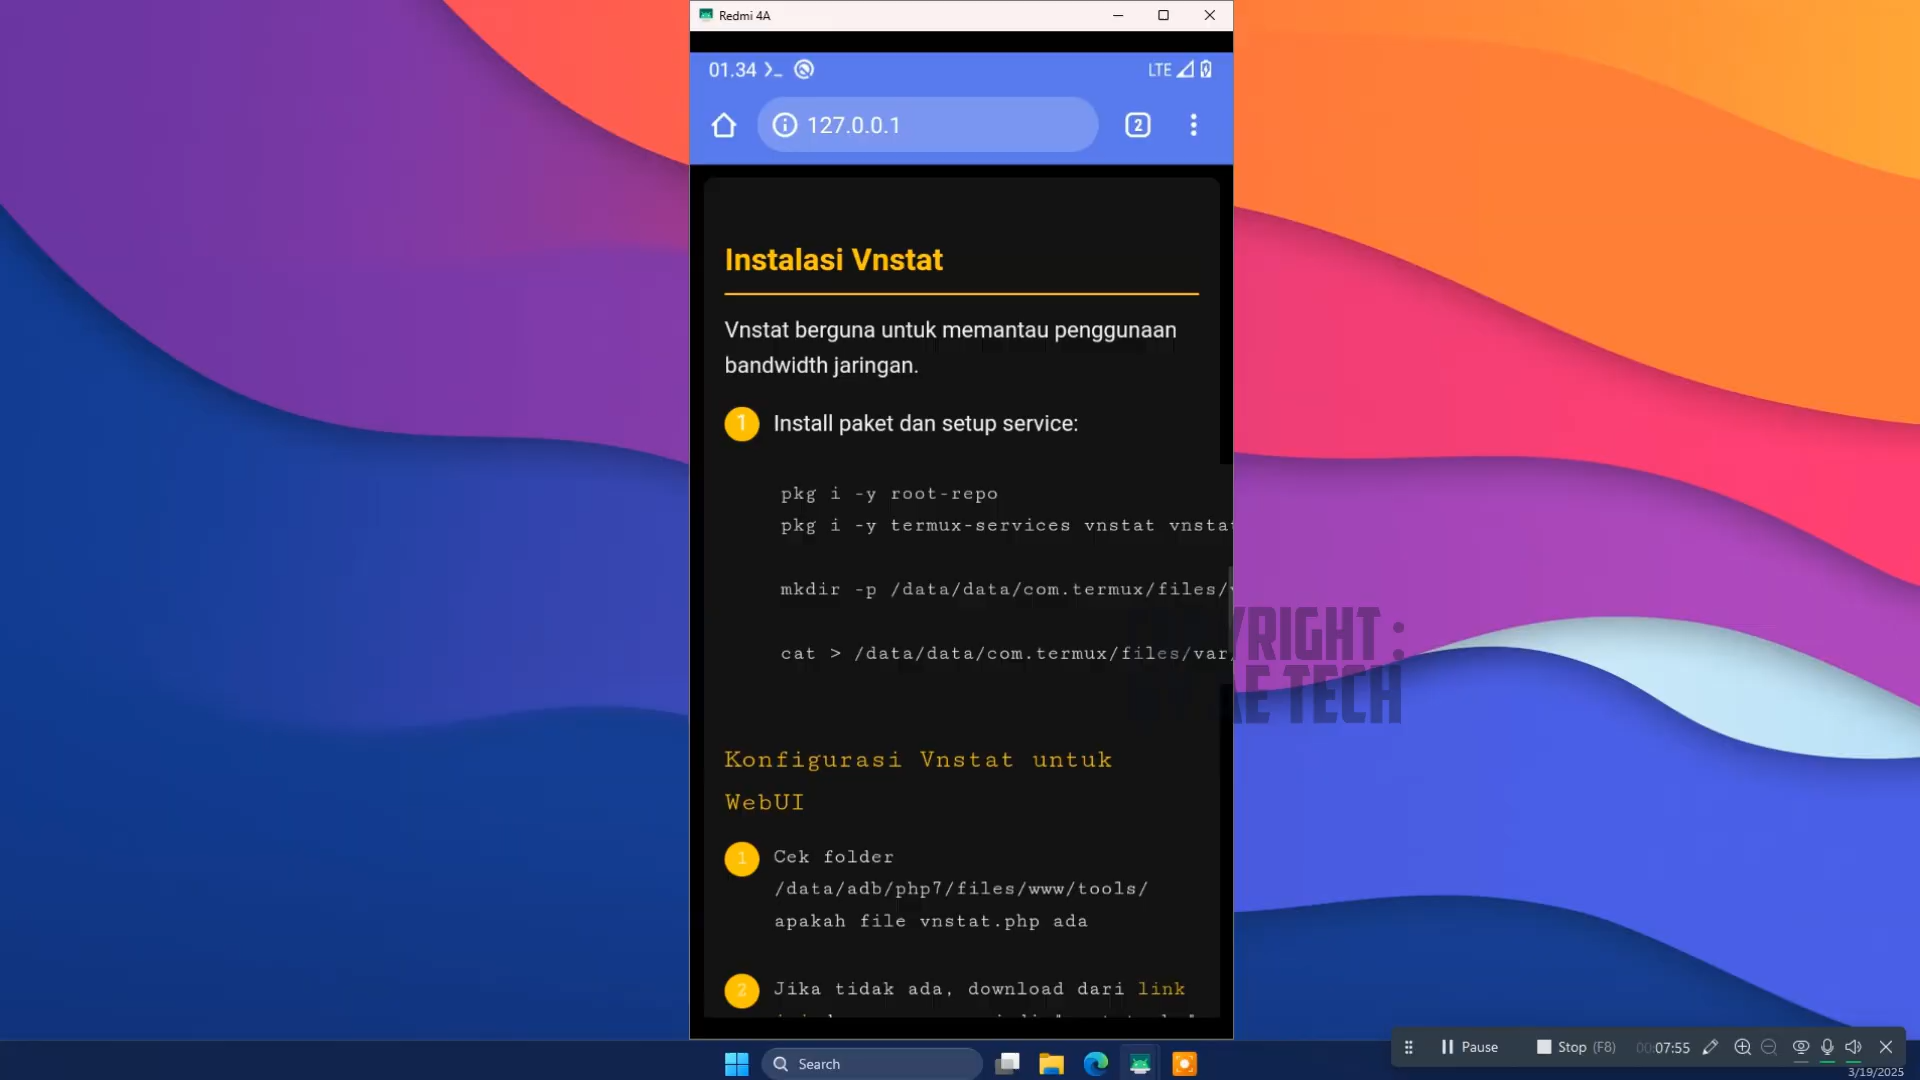 Redmi 4A
01.34
LTE
127.0.0.1
2
Instalasi Vnstat
Vnstat berguna untuk memantau penggunaan
bandwidth jaringan.
1 Install paket dan setup service:
pkg i -y root-repo
pkg i -y termux-services vnstat
mkdir -p /data/data/com.termux/files/
cat > /data/data/com.termux/files/var/
RIGHT :
AE TECH
Konfigurasi Vnstat untuk
WebUI
1 Cek folder
/data/adb/php7/files/www/tools/
apakah file vnstat.php ada
2 Jika tidak ada, download dari link
Search
Pause
Stop (F8)
00:07:55
3/19/2025